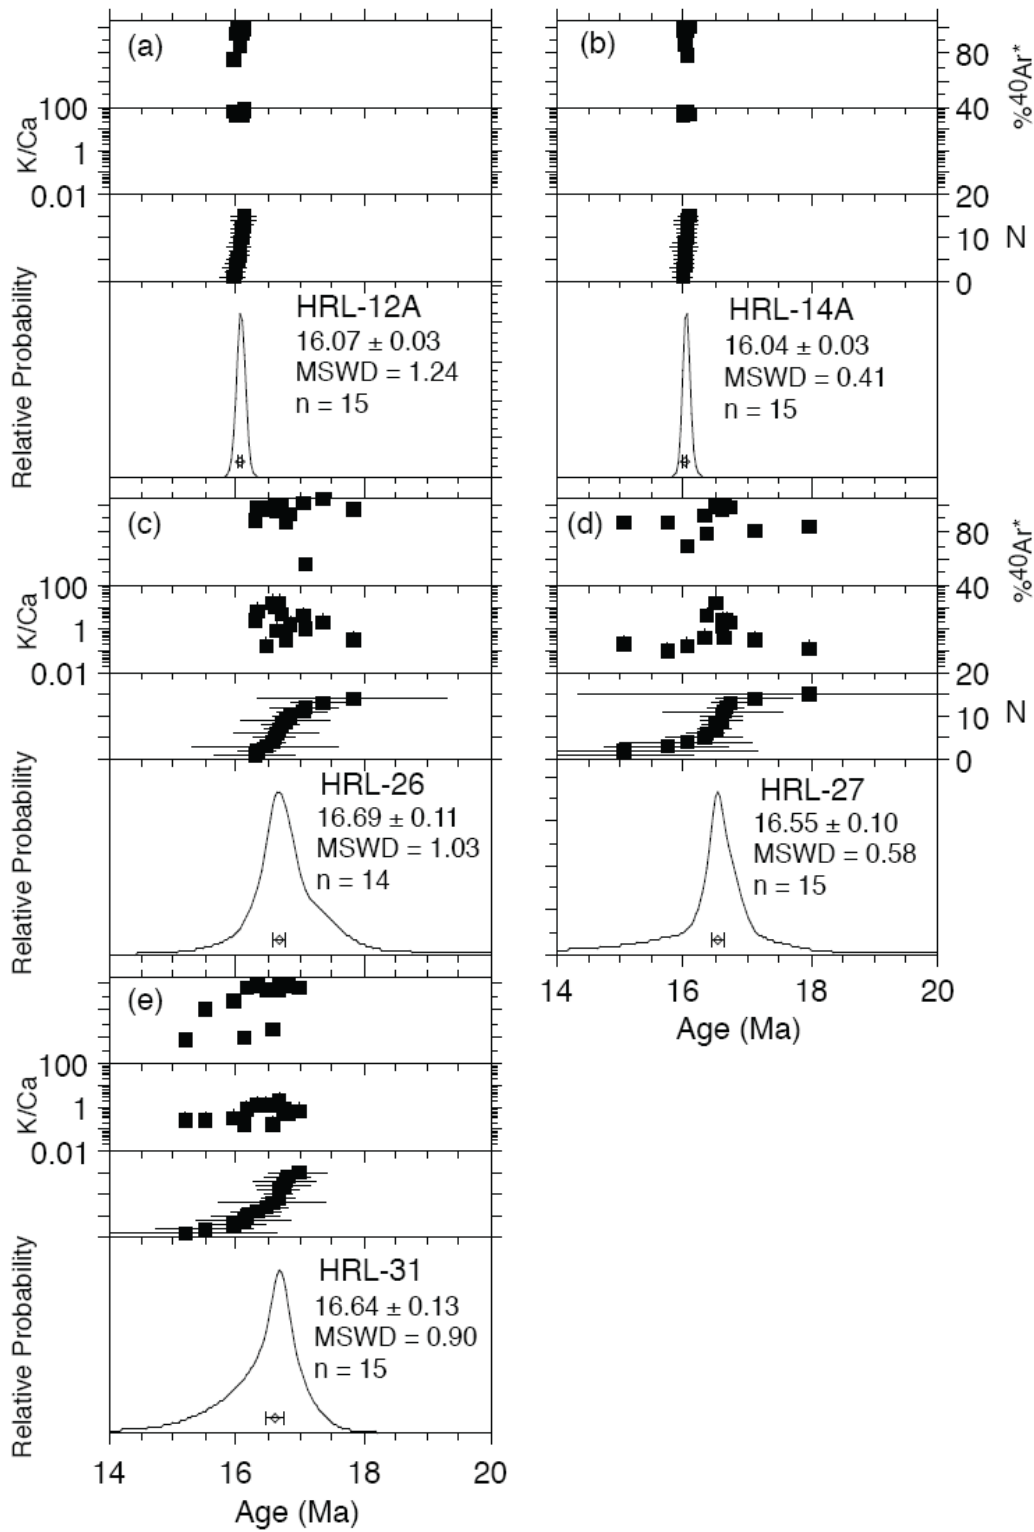 (a)
(b)
80
%40Ar*
100
40
K/Ca
1
0.01
20
10
N
0
Relative Probability
HRL-12A
16.07 ± 0.03
MSWD = 1.24
n = 15
HRL-14A
16.04 ± 0.03
MSWD = 0.41
n = 15
(c)
(d)
80
%40Ar*
100
40
K/Ca
1
0.01
20
10
N
0
Relative Probability
HRL-26
16.69 ± 0.11
MSWD = 1.03
n = 14
HRL-27
16.55 ± 0.10
MSWD = 0.58
n = 15
14
16
18
20
Age (Ma)
(e)
100
K/Ca
1
0.01
Relative Probability
HRL-31
16.64 ± 0.13
MSWD = 0.90
n = 15
14
16
18
20
Age (Ma)